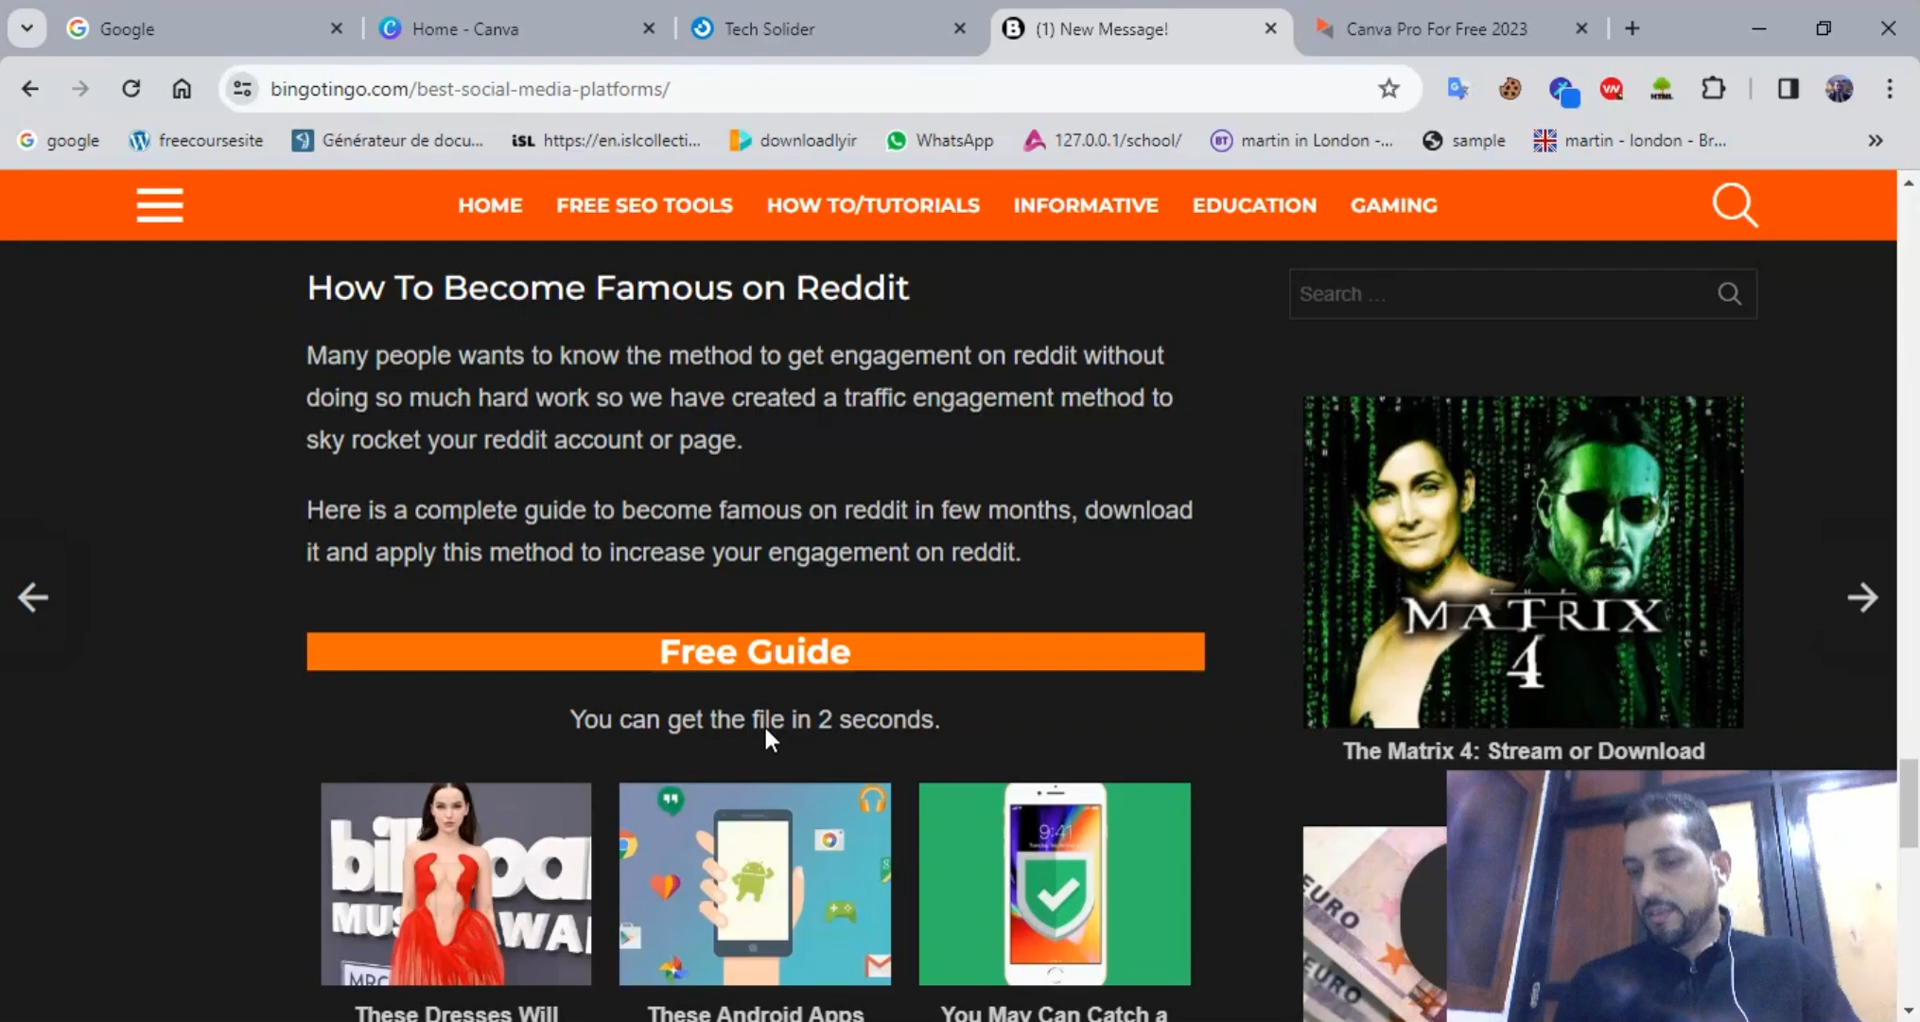 Google
Home - Canva
Tech Solider
(1) New Message!
Canva Pro For Free 2023
bingotingo.com/best-social-media-platforms/
google
freecoursesite
Générateur de docu...
iSL https://en.islcollecti...
downloadlyir
WhatsApp
127.0.0.1/school/
BT martin in London -...
sample
martin - london - Br...
HOME FREE SEO TOOLS HOW TO/TUTORIALS INFORMATIVE EDUCATION GAMING
How To Become Famous on Reddit
Many people wants to know the method to get engagement on reddit without
doing so much hard work so we have created a traffic engagement method to
sky rocket your reddit account or page.
Here is a complete guide to become famous on reddit in few months, download
it and apply this method to increase your engagement on reddit.
Free Guide
You can get the file in 2 seconds.
These Dresses Will
These Android Apps
9:41
You May Can Catch a
Search ...
THE
MATRIX
4
The Matrix 4: Stream or Download
EURO
EURO